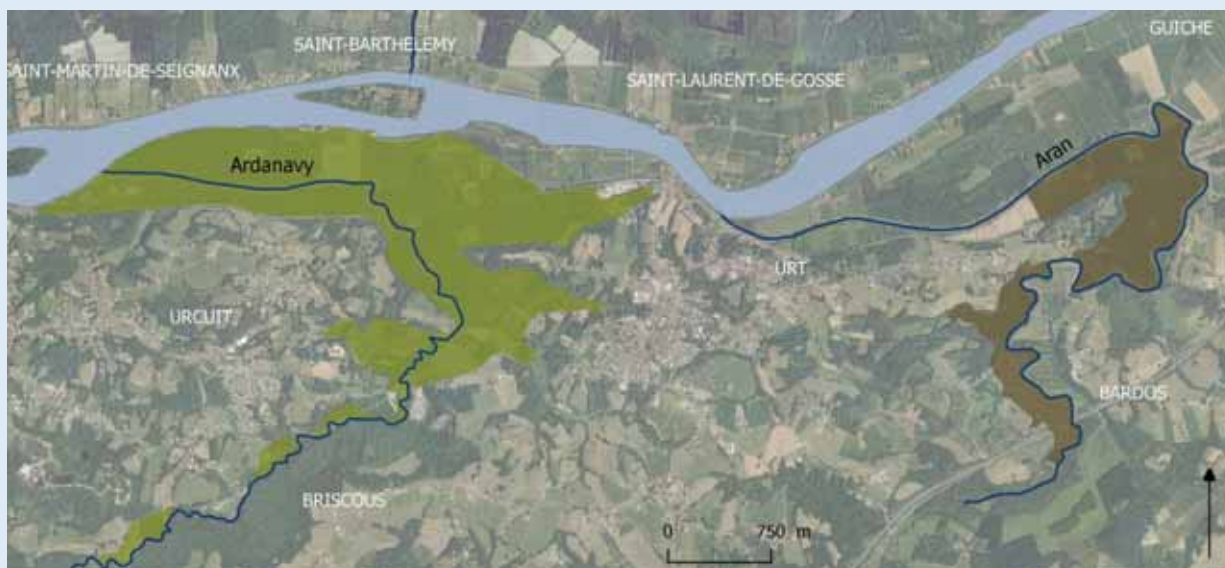 GUICHE
SAINT-BARTHELEMY
SAINT-MARTIN-DE-SEIGNANX
SAINT-LAURENT-DE-GOSSE
Aran
Ardanavy
URT
URCUIT
BARDOS
BRISCOUS
0 750 m